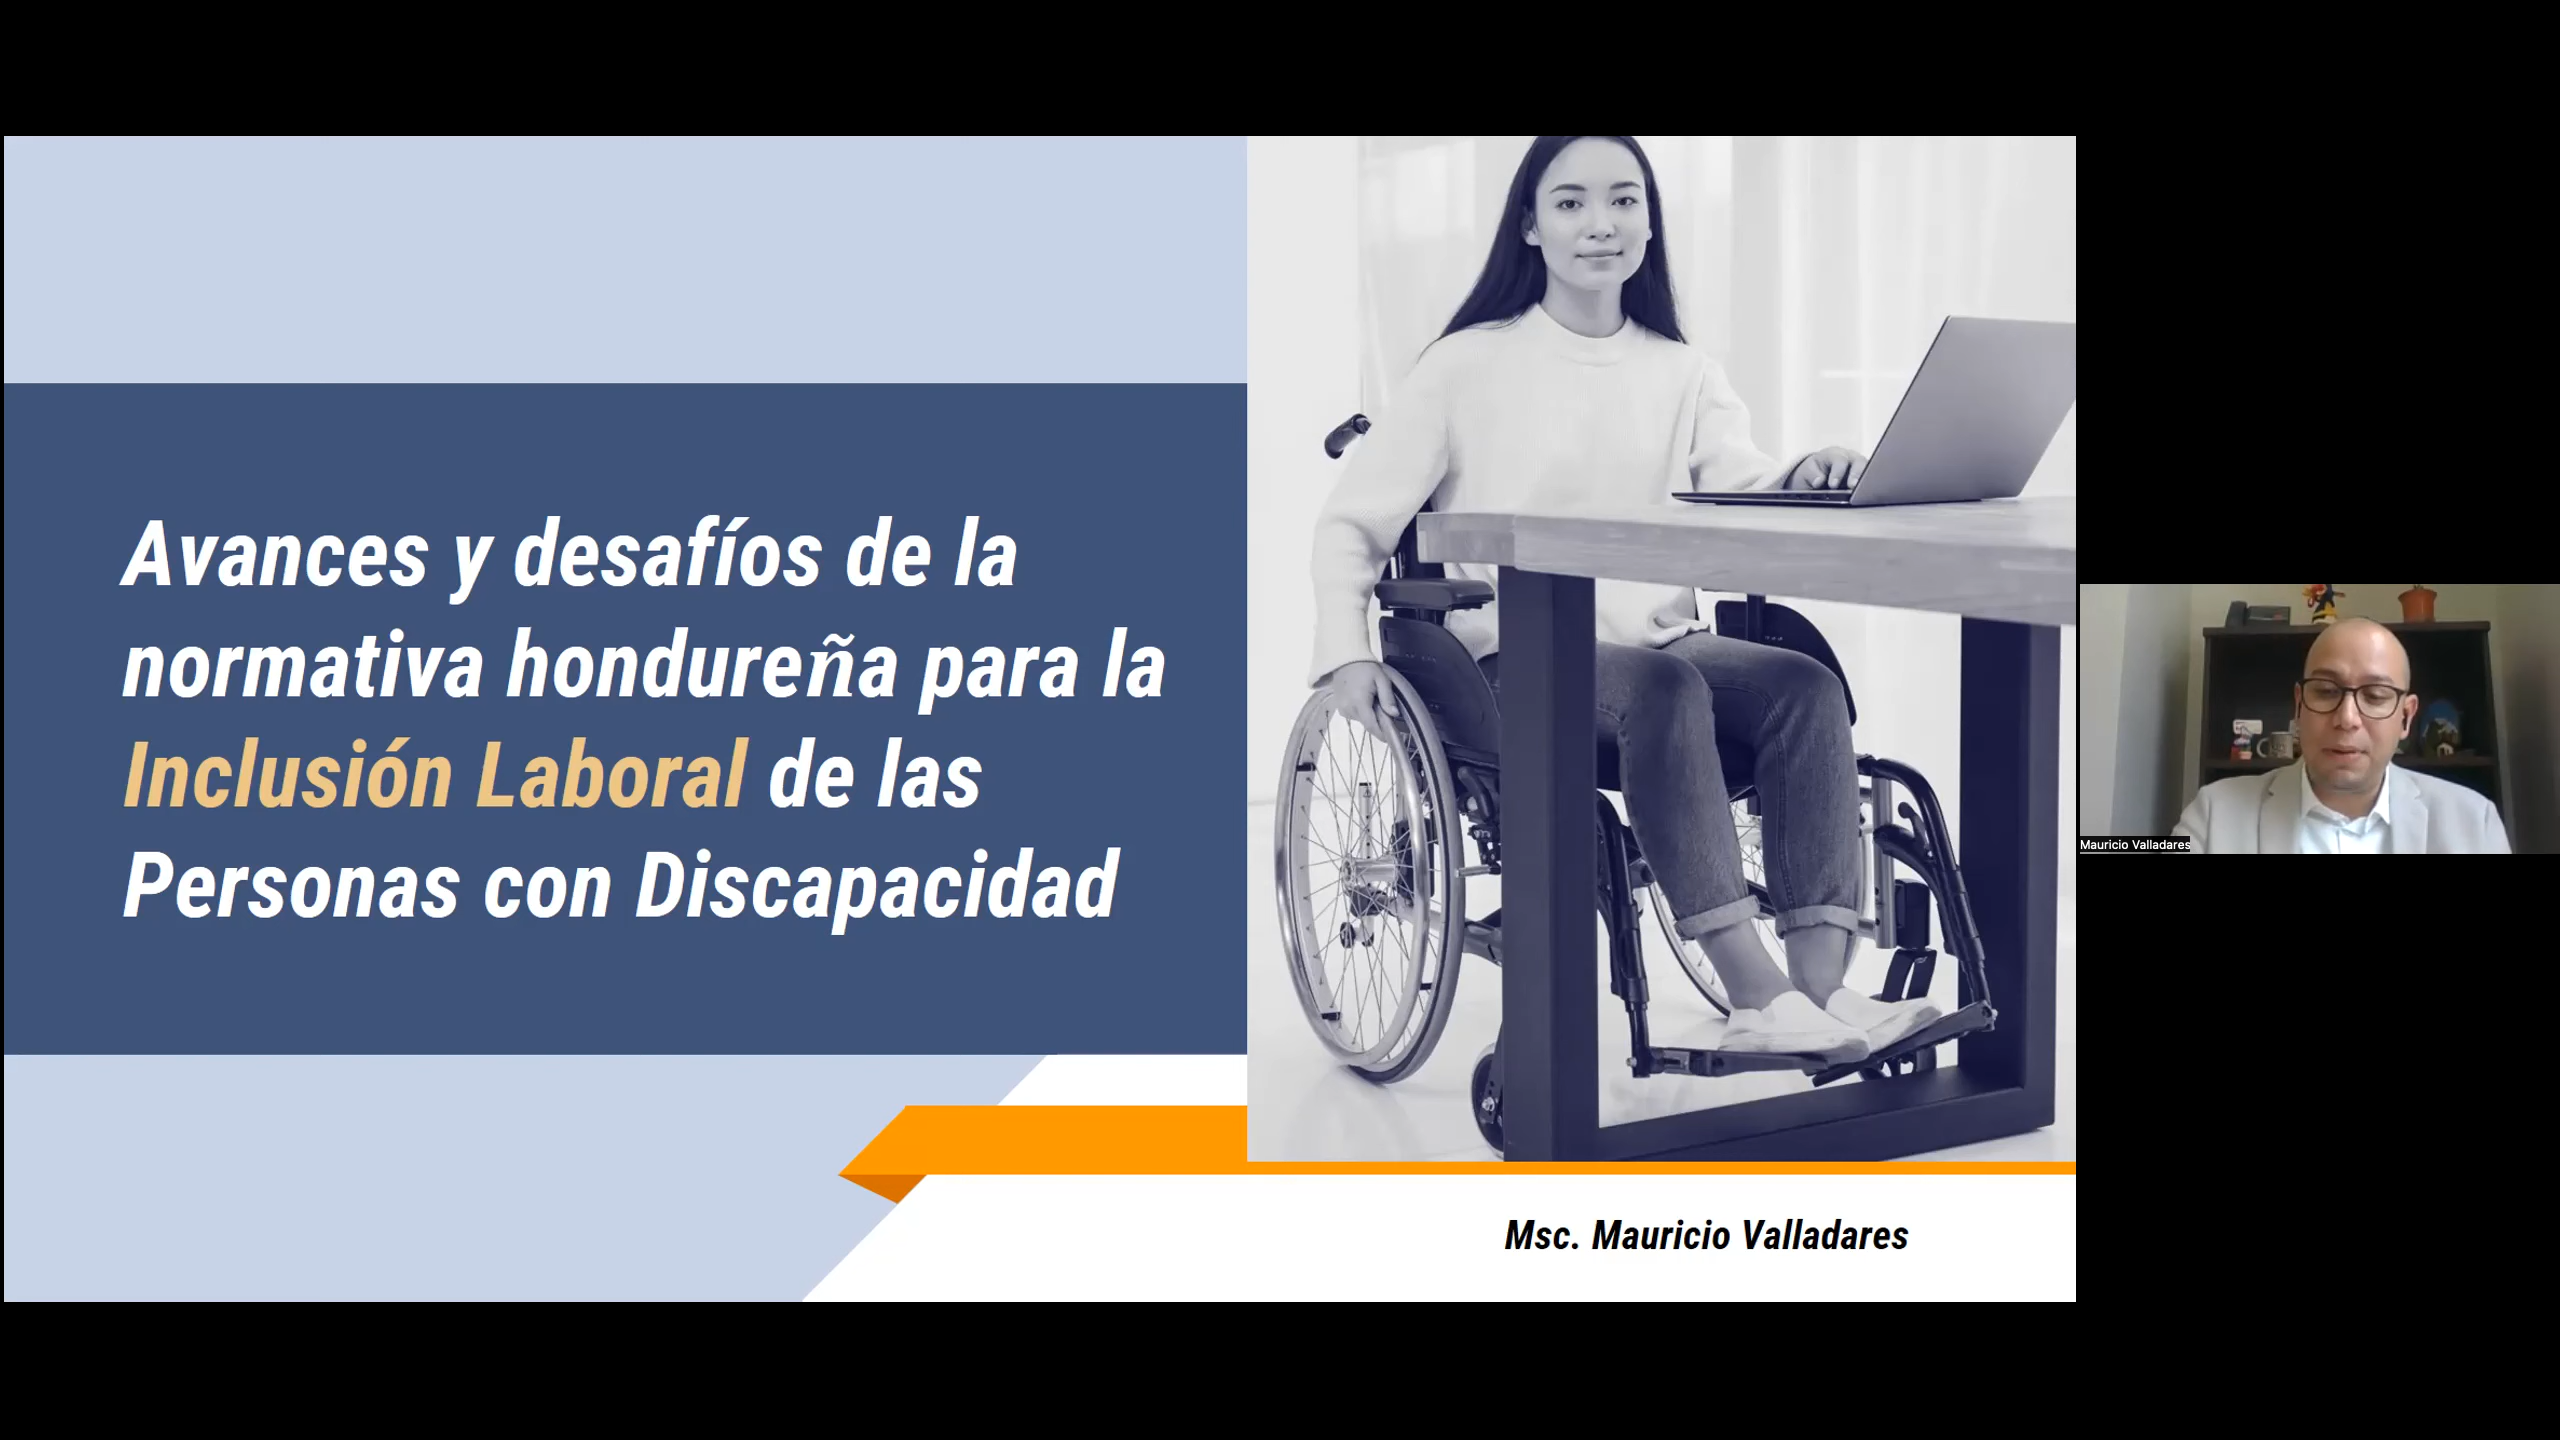 Avances y desafíos de la
normativa hondureña para la
Inclusión Laboral de las
Personas con Discapacidad
Msc. Mauricio Valladares
Mauricio Valladares